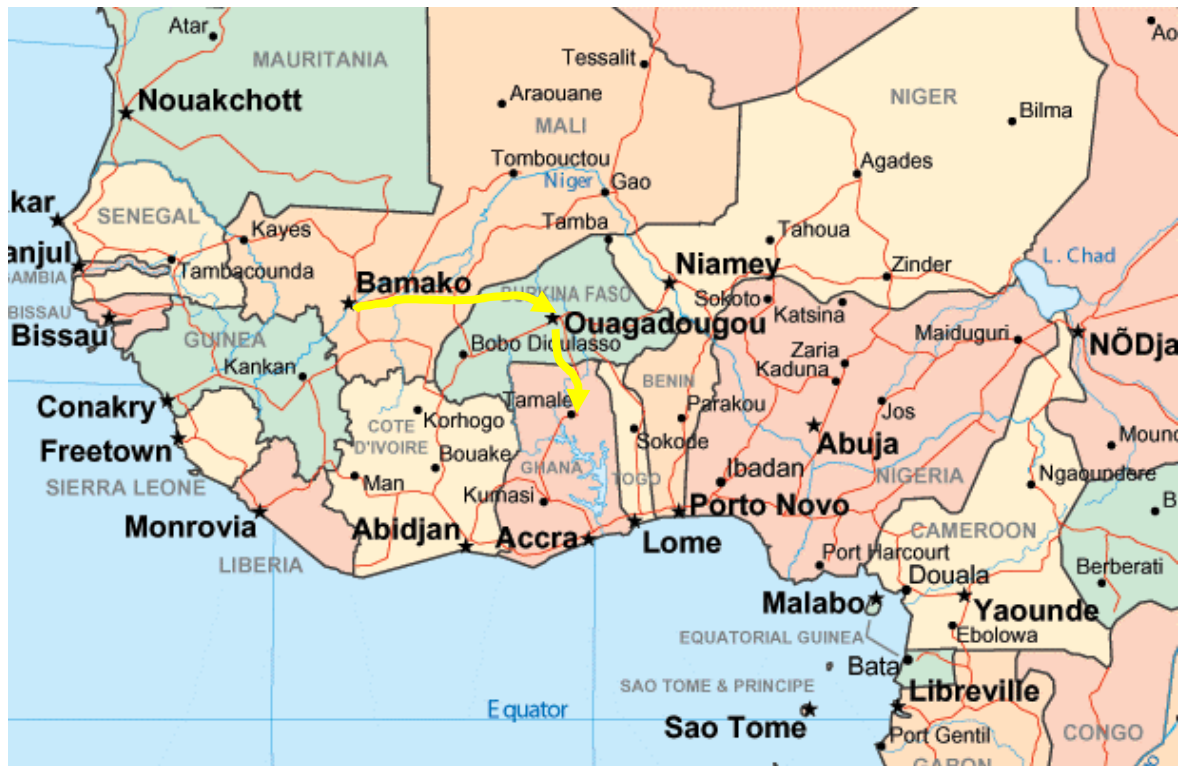 Ao
Atar
MAURITANIA
Tessalit
Nouakchott
Araouane
NIGER
Bilma
MALI
Tombouctou
Agades
Niger
Gao
kar
SENEGAL
Tamba
Kayes
Tahoua
anjul
GAMBIA
Tambacounda
Niamey
Zinder
L. Chad
Bamako
BURKINA FASO
Sokoto
Katsina
BISSAU
Bissau
Ouagadougou
Maiduguri
NÕDja
GUINEA
Bobo Dioulasso
Zaria
Kankan
Kaduna
BENIN
Conakry
Tamale
Parakou
Jos
Korhogo
COTE
D'IVOIRE
Freetown
Sokode
Abuja
Mound
Bouake
Ibadan
NIGERIA
Ngaoundere
SIERRA LEONE
Man
GHANA
TOGO
Kumasi
B
Monrovia
Abidjan
Accra
Lome
Porto Novo
CAMEROON
LIBERIA
Port Harcourt
Berberati
Douala
Malabo
Yaounde
EQUATORIAL GUINEA
Ebolowa
Bata
SAO TOME & PRINCIPE
Libreville
Equator
Sao Tome
Port Gentil
CONGO
GABON